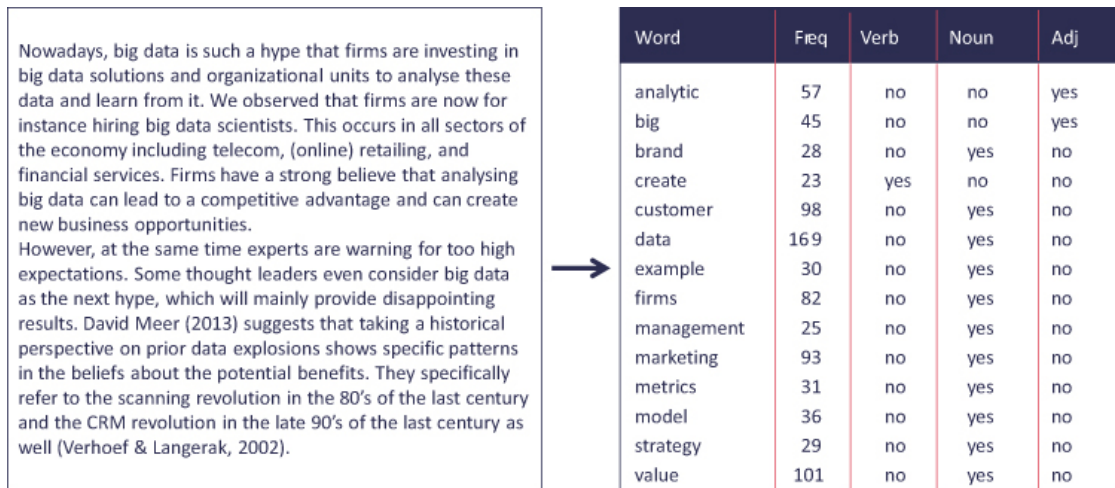 Nowadays, big data is such a hype that firms are investing in
big data solutions and organizational units to analyse these
data and learn from it. We observed that firms are now for
instance hiring big data scientists. This occurs in all sectors of
the economy including telecom, (online) retailing, and
financial services. Firms have a strong believe that analysing
big data can lead to a competitive advantage and can create
new business opportunities.
However, at the same time experts are warning for too high
expectations. Some thought leaders even consider big data
as the next hype, which will mainly provide disappointing
results. David Meer (2013) suggests that taking a historical
perspective on prior data explosions shows specific patterns
in the beliefs about the potential benefits. They specifically
refer to the scanning revolution in the 80’s of the last century
and the CRM revolution in the late 90’s of the last century as
well (Verhoef & Langerak, 2002).
Word Freq Verb Noun Adj
analytic 57 no no yes
big 45 no no yes
brand 28 no yes no
create 23 yes no no
customer 98 no yes no
data 169 no yes no
example 30 no yes no
firms 82 no yes no
management 25 no yes no
marketing 93 no yes no
metrics 31 no yes no
model 36 no yes no
strategy 29 no yes no
value 101 no yes no